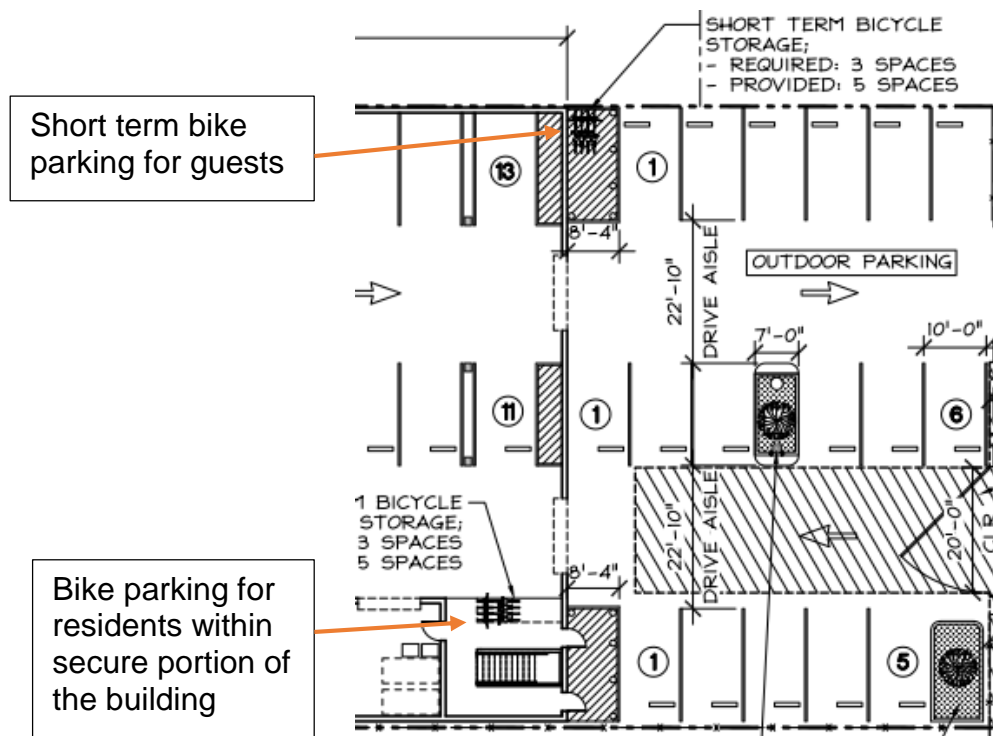 SHORT TERM BICYCLE
STORAGE;
- REQUIRED: 3 SPACES
- PROVIDED: 5 SPACES
Short term bike
parking for guests
13
1
8'-4"
22'-10"
DRIVE AISLE
OUTDOOR PARKING
7'-0"
10'-0"
11
1
6
BICYCLE
STORAGE;
3 SPACES
5 SPACES
22'-10"
DRIVE AISLE
20'-0"
8'-4"
Bike parking for
residents within
secure portion of
the building
1
5